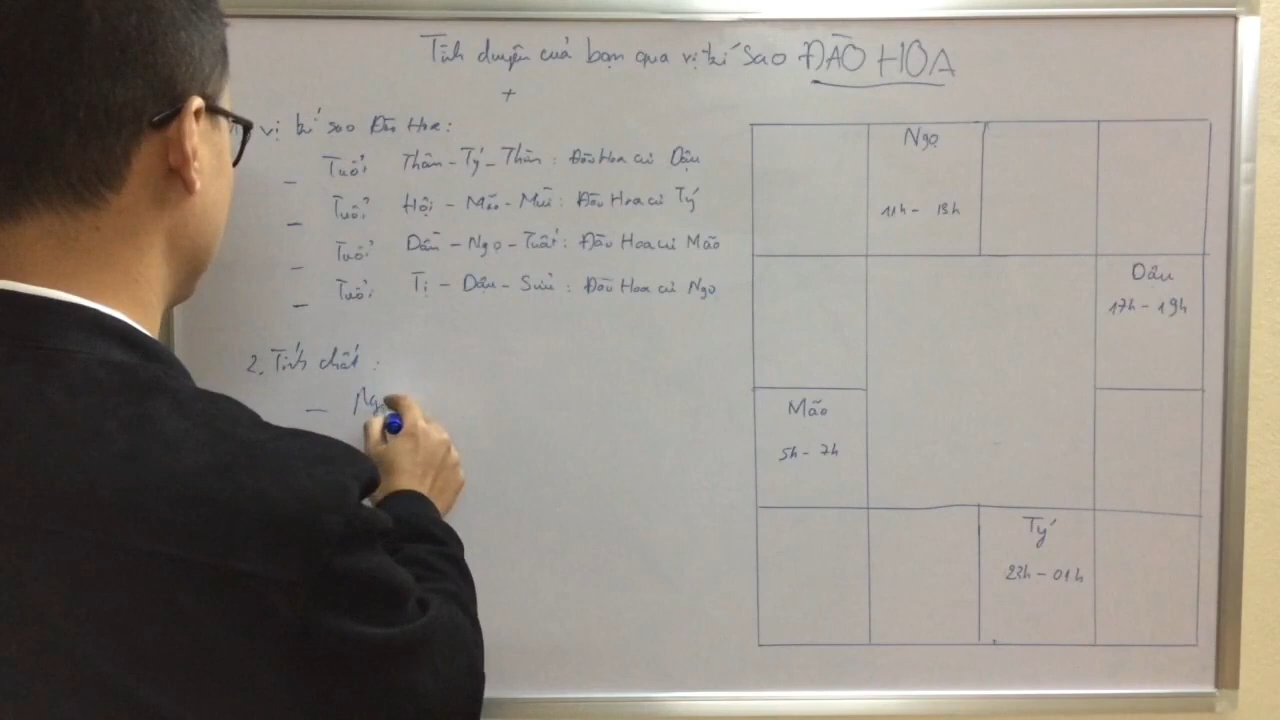 Tình duyên của bạn qua vị trí sao ĐÀO HOA
+
vị trí sao Đào Hoa:
_ Tuổi Thân - Tý - Thìn: Đào Hoa cư Dậu
_ Tuổi Hợi - Mão - Mùi: Đào Hoa cư Tý
_ Tuổi Dần - Ngọ - Tuất: Đào Hoa cư Mão
_ Tuổi Tị - Dậu - Sửu: Đào Hoa cư Ngọ
2. Tính chất:
_ Ng
Ngọ
11h - 13h
Dậu
17h - 19h
Mão
5h - 7h
Tý
23h - 01h